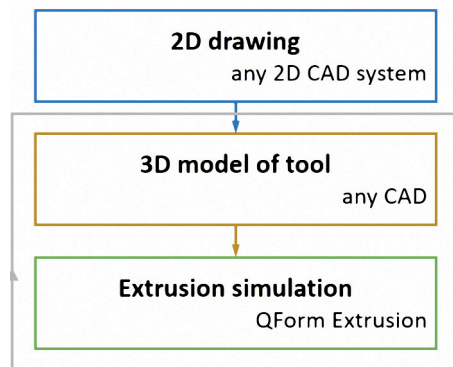 2D drawing
any 2D CAD system
3D model of tool
any CAD
Extrusion simulation
QForm Extrusion